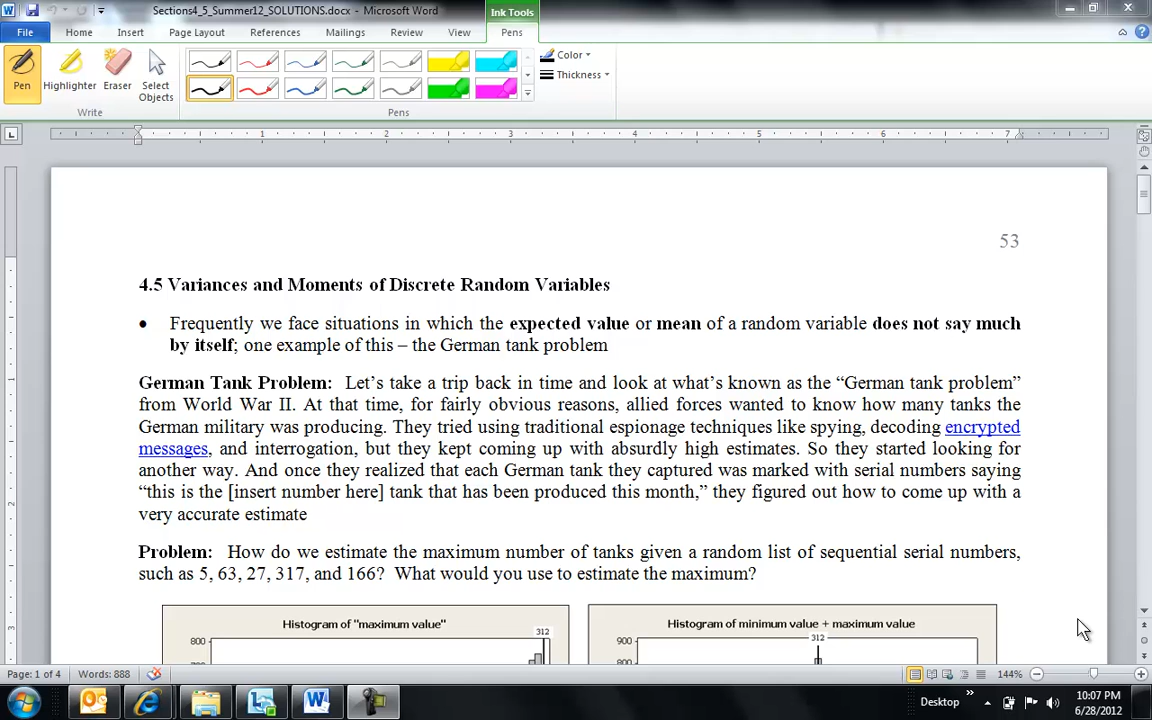 Sections4_5_Summer12_SOLUTIONS.docx - Microsoft Word
Ink Tools
File Home Insert Page Layout References Mailings Review View Pens
Pen Highlighter Eraser Select Objects
Color
Thickness
Write Pens
1 2 3 4 5 6 7
53
4.5 Variances and Moments of Discrete Random Variables
• Frequently we face situations in which the expected value or mean of a random variable does not say much
by itself; one example of this – the German tank problem
German Tank Problem: Let's take a trip back in time and look at what's known as the “German tank problem”
from World War II. At that time, for fairly obvious reasons, allied forces wanted to know how many tanks the
German military was producing. They tried using traditional espionage techniques like spying, decoding encrypted
messages, and interrogation, but they kept coming up with absurdly high estimates. So they started looking for
another way. And once they realized that each German tank they captured was marked with serial numbers saying
“this is the [insert number here] tank that has been produced this month,” they figured out how to come up with a
very accurate estimate
Problem: How do we estimate the maximum number of tanks given a random list of sequential serial numbers,
such as 5, 63, 27, 317, and 166? What would you use to estimate the maximum?
Histogram of "maximum value"
312
800
Histogram of minimum value + maximum value
312
900
800
Page: 1 of 4 Words: 888
144%
Desktop
10:07 PM
6/28/2012